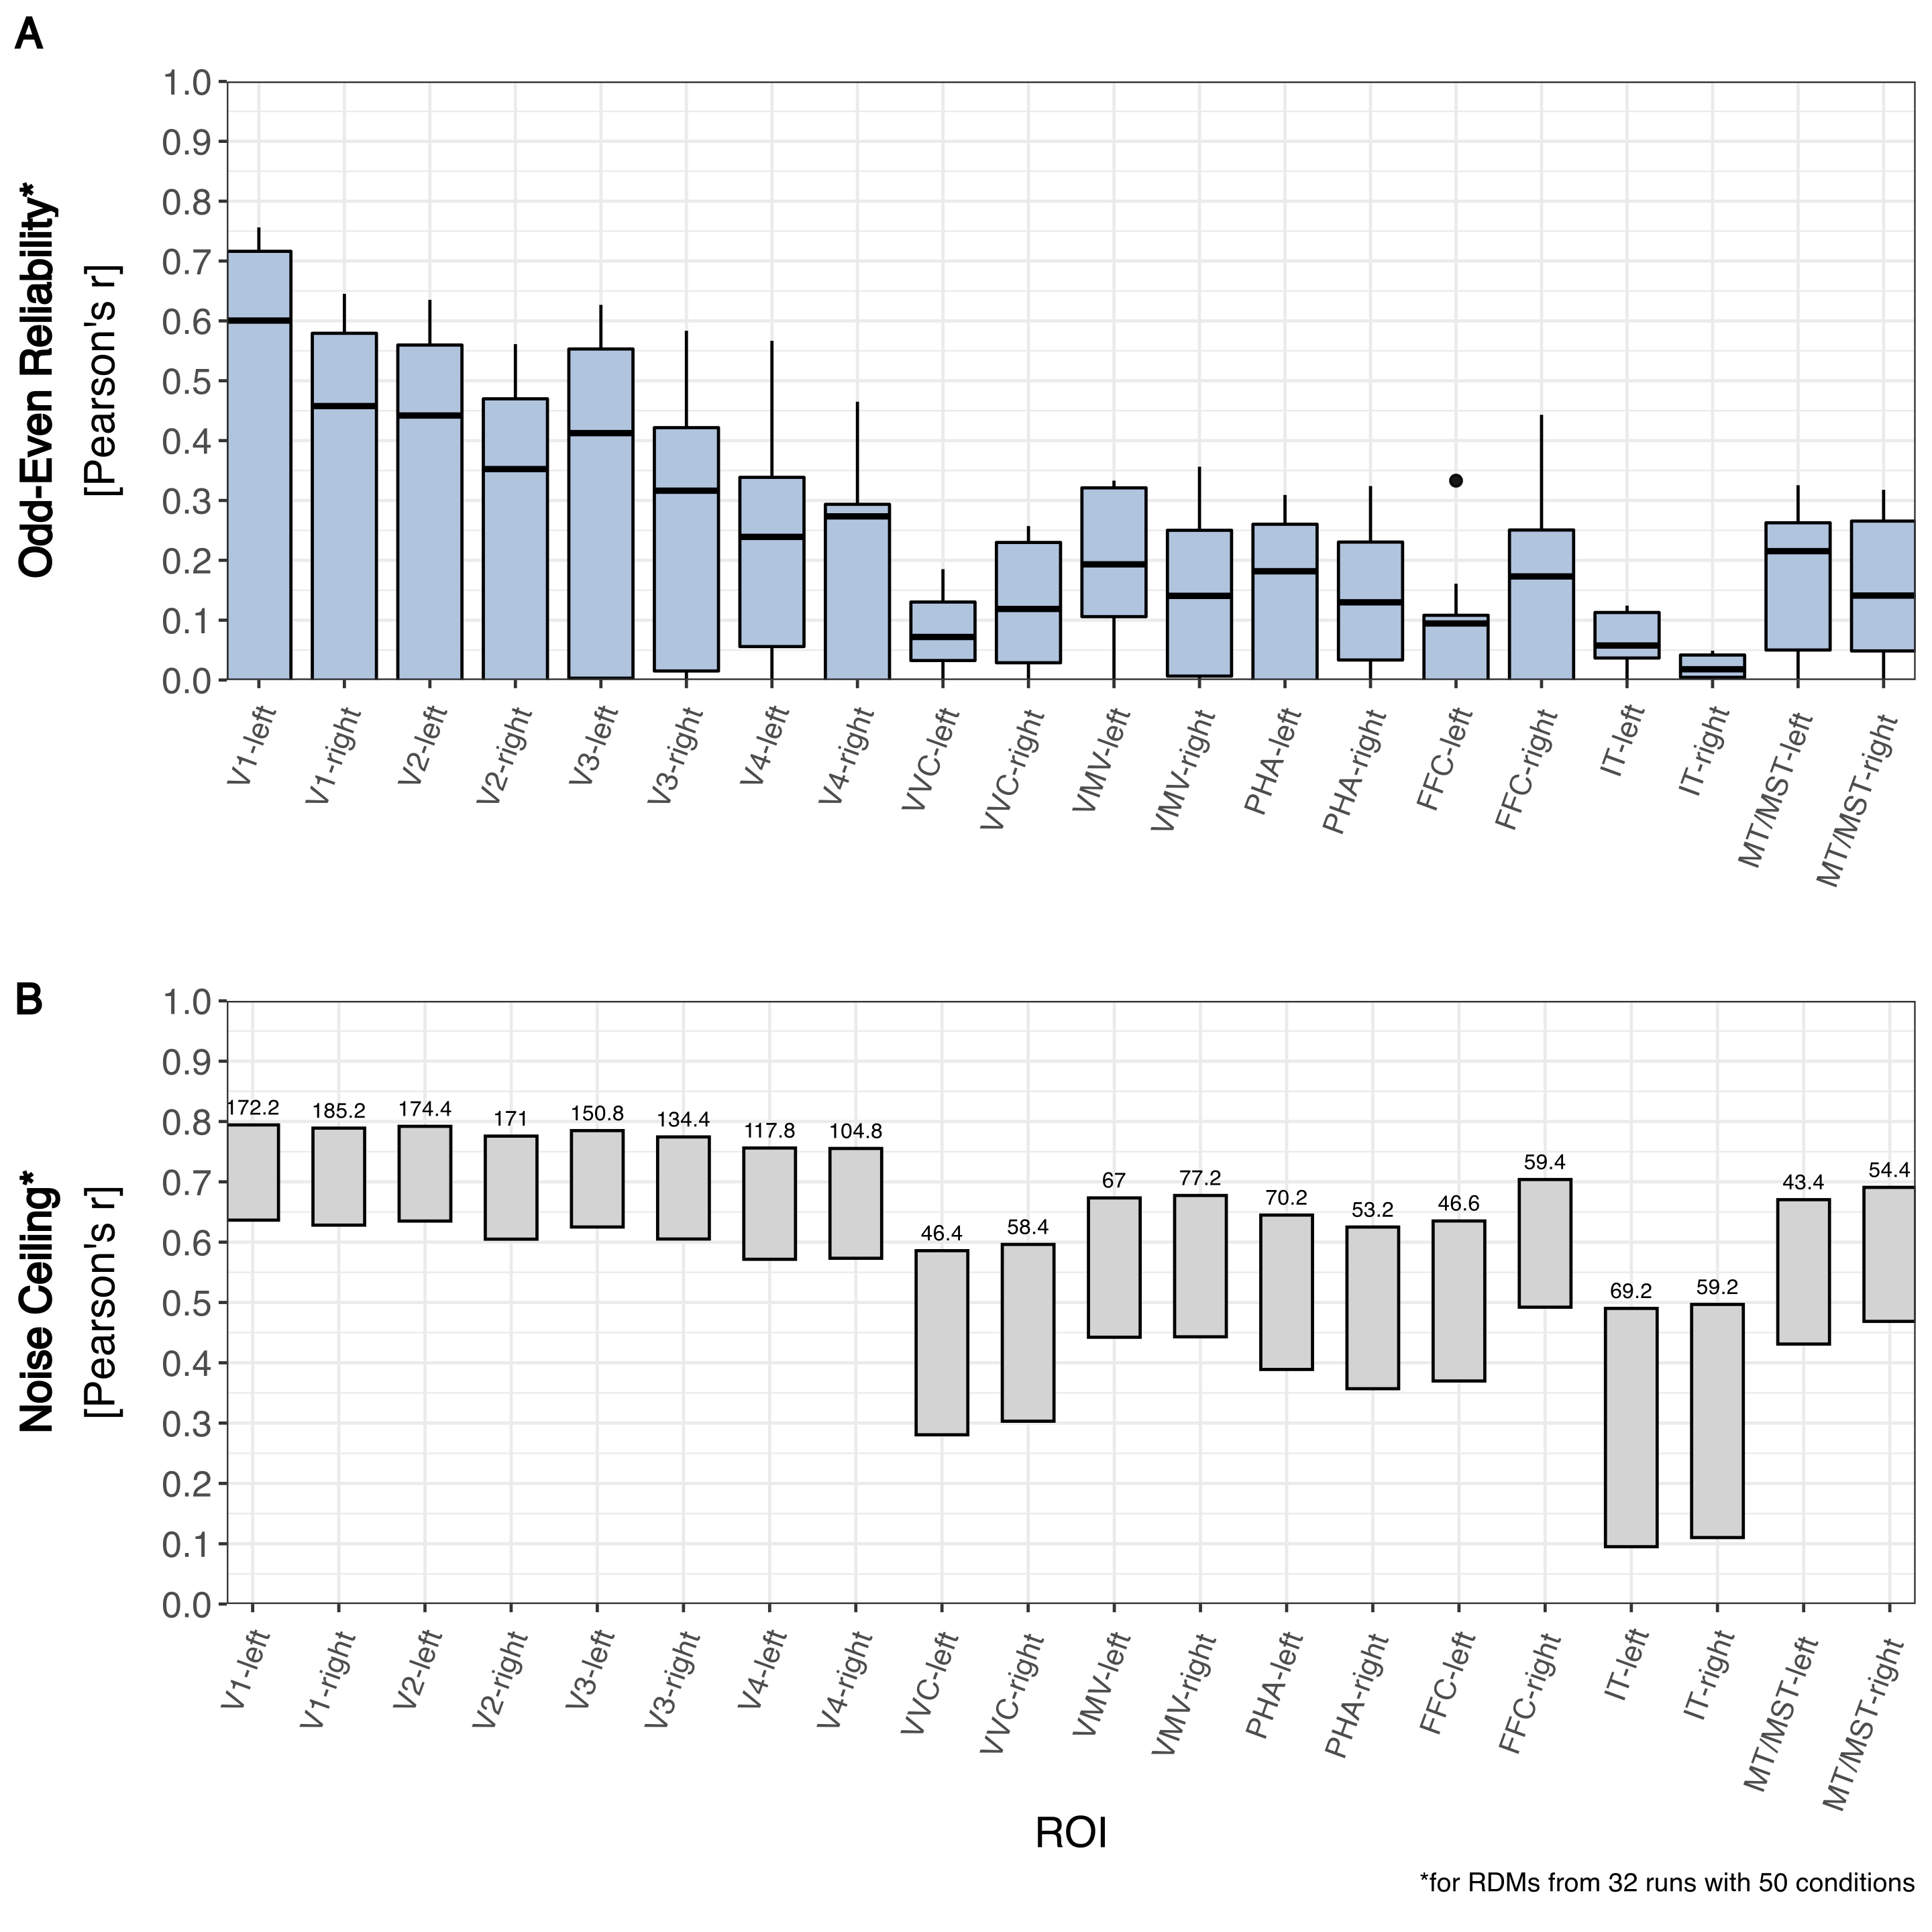 A
Odd-Even Reliability*
[Pearson's r]
1.0
0.9
0.8
0.7
0.6
0.5
0.4
0.3
0.2
0.1
0.0
V1-left
V1-right
V2-left
V2-right
V3-left
V3-right
V4-left
V4-right
VVC-left
VVC-right
VMV-left
VMV-right
PHA-left
PHA-right
FFC-left
FFC-right
IT-left
IT-right
MT/MST-left
MT/MST-right
B
Noise Ceiling*
[Pearson's r]
1.0
0.9
0.8
0.7
0.6
0.5
0.4
0.3
0.2
0.1
0.0
172.2
185.2
174.4
171
150.8
134.4
117.8
104.8
46.4
58.4
67
77.2
70.2
53.2
46.6
59.4
69.2
59.2
43.4
54.4
V1-left
V1-right
V2-left
V2-right
V3-left
V3-right
V4-left
V4-right
VVC-left
VVC-right
VMV-left
VMV-right
PHA-left
PHA-right
FFC-left
FFC-right
IT-left
IT-right
MT/MST-left
MT/MST-right
ROI
*for RDMs from 32 runs with 50 conditions